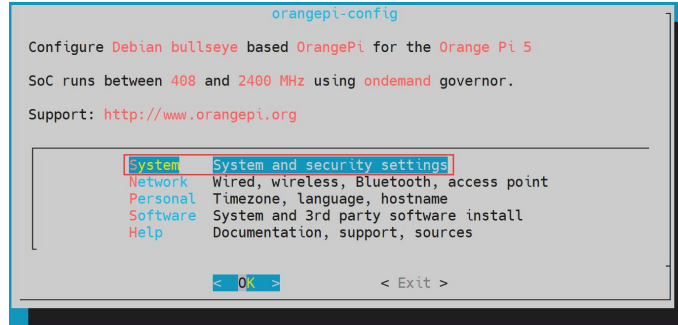 orangepi-config
Configure Debian bullseye based OrangePi for the Orange Pi 5
SoC runs between 408 and 2400 MHz using ondemand governor.
Support: http://www.orangepi.org
System System and security settings
Network Wired, wireless, Bluetooth, access point
Personal Timezone, language, hostname
Software System and 3rd party software install
Help Documentation, support, sources
< OK > < Exit >